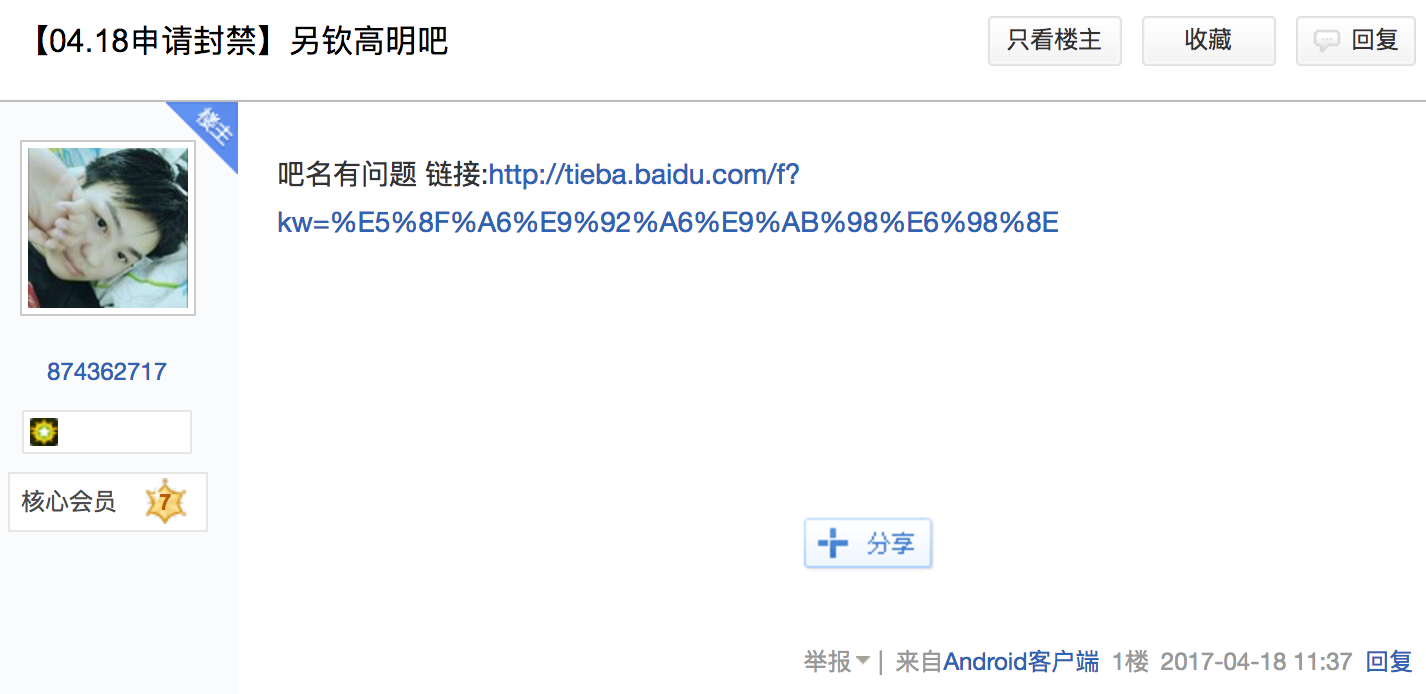 【04.18申请封禁】另钦高明吧
只看楼主
收藏
回复
楼主
吧名有问题 链接:http://tieba.baidu.com/f?
kw=%E5%8F%A6%E9%92%A6%E9%AB%98%E6%98%8E
874362717
核心会员 7
分享
举报 | 来自Android客户端 1楼 2017-04-18 11:37 回复